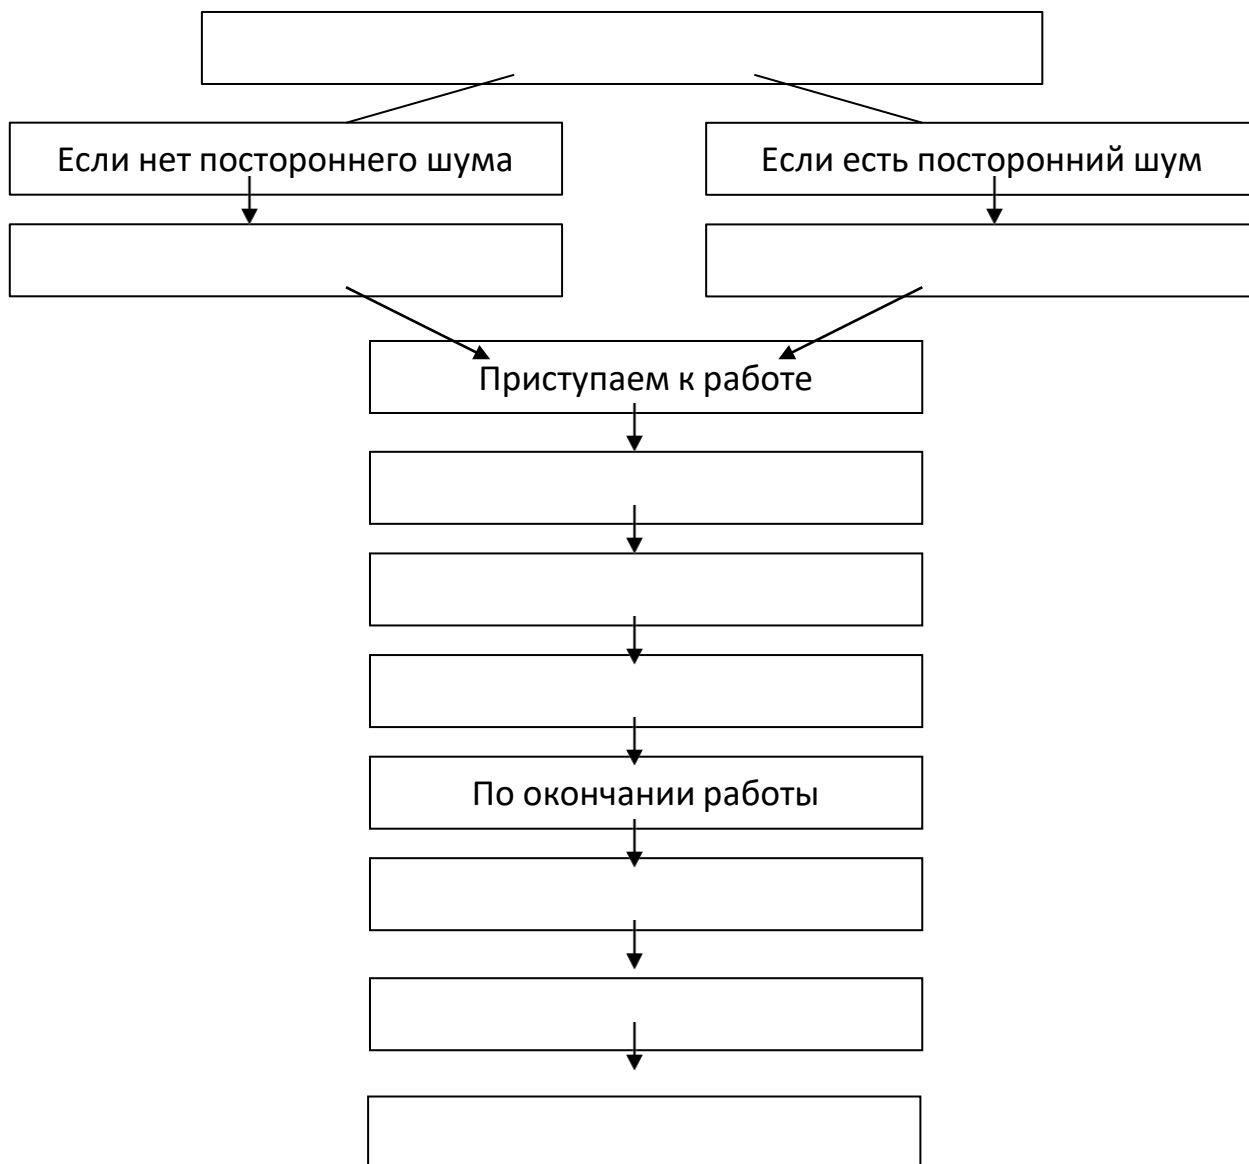 Если нет постороннего шума
Если есть посторонний шум
Приступаем к работе
По окончании работы